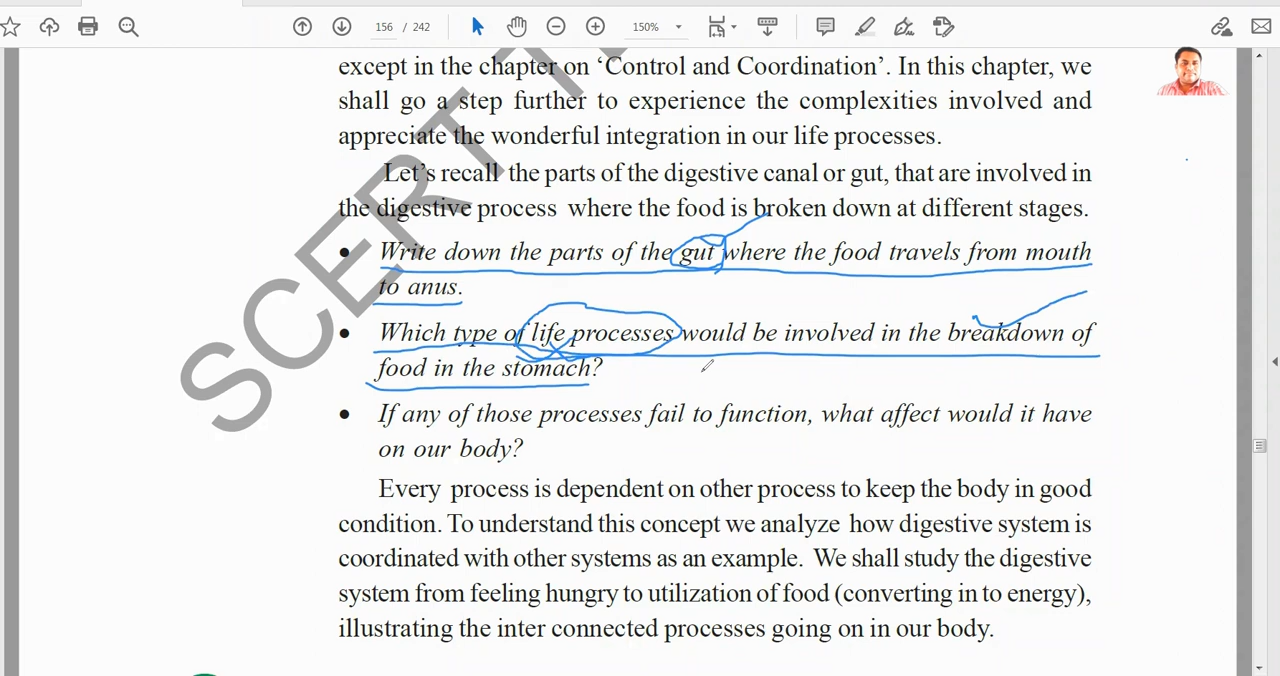 156 / 242
150%
except in the chapter on ‘Control and Coordination’. In this chapter, we
shall go a step further to experience the complexities involved and
appreciate the wonderful integration in our life processes.
Let’s recall the parts of the digestive canal or gut, that are involved in
the digestive process where the food is broken down at different stages.
• Write down the parts of the gut where the food travels from mouth
to anus.
• Which type of life processes would be involved in the breakdown of
food in the stomach?
• If any of those processes fail to function, what affect would it have
on our body?
Every process is dependent on other process to keep the body in good
condition. To understand this concept we analyze how digestive system is
coordinated with other systems as an example. We shall study the digestive
system from feeling hungry to utilization of food (converting in to energy),
illustrating the inter connected processes going on in our body.
SCERT